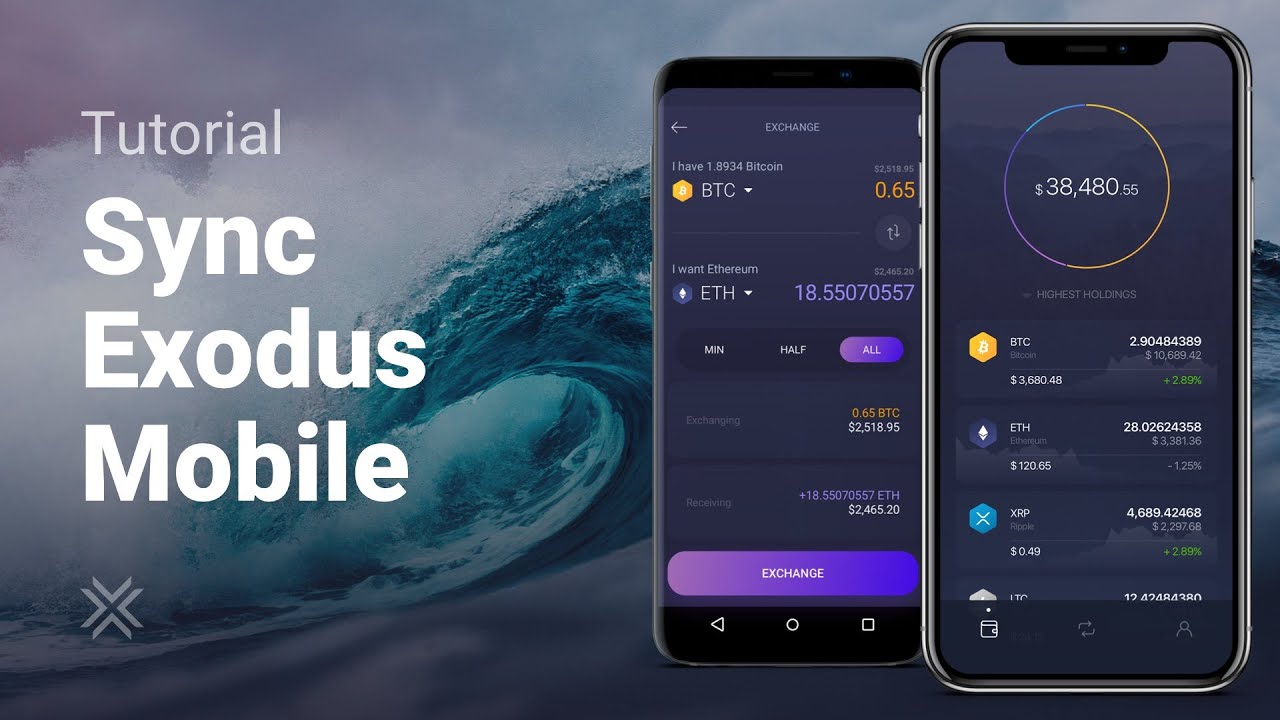 Tutorial
Sync
Exodus
Mobile
EXCHANGE
I have 1.8934 Bitcoin
$2,518.95
BTC
0.65
I want Ethereum
$2,465.20
ETH
18.55070557
MIN HALF ALL
Exchanging
0.65 BTC
$2,518.95
Receiving
+18.55070557 ETH
$2,465.20
EXCHANGE
$ 38,480.55
HIGHEST HOLDINGS
BTC 2.90484389
Bitcoin $ 10,689.42
$ 3,680.48 +2.89%
ETH 28.02624358
Ethereum $ 3,381.36
$ 120.65 -1.25%
XRP 4,689.42468
Ripple $ 2,297.68
$ 0.49 +2.89%
LTC 12.42484380